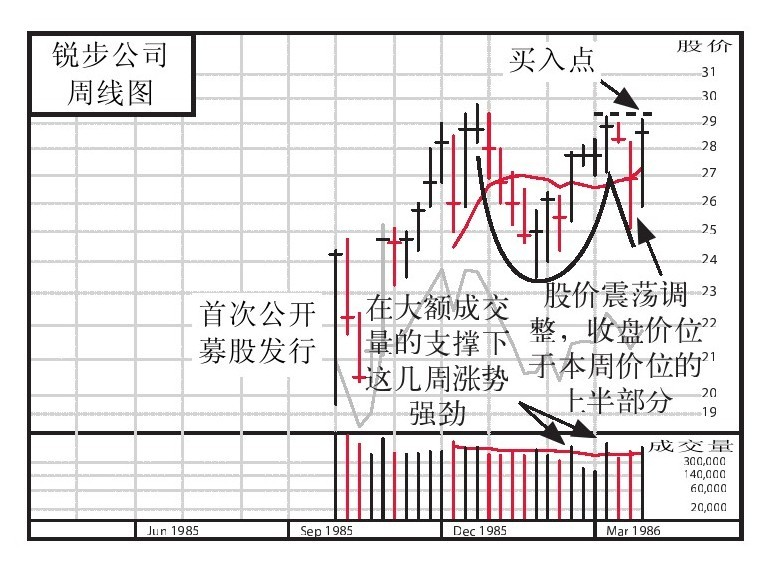 锐步公司
周线图
股价
买入点
31
30
29
28
27
26
25
24
23
22
21
20
19
首次公开
募股发行
在大额成交
量的支撑下
这几周涨势
强劲
股价震荡调
整，收盘价位
于本周价位的
上半部分
成交量
300,000
140,000
60,000
20,000
Jun 1985
Sep 1985
Dec 1985
Mar 1986